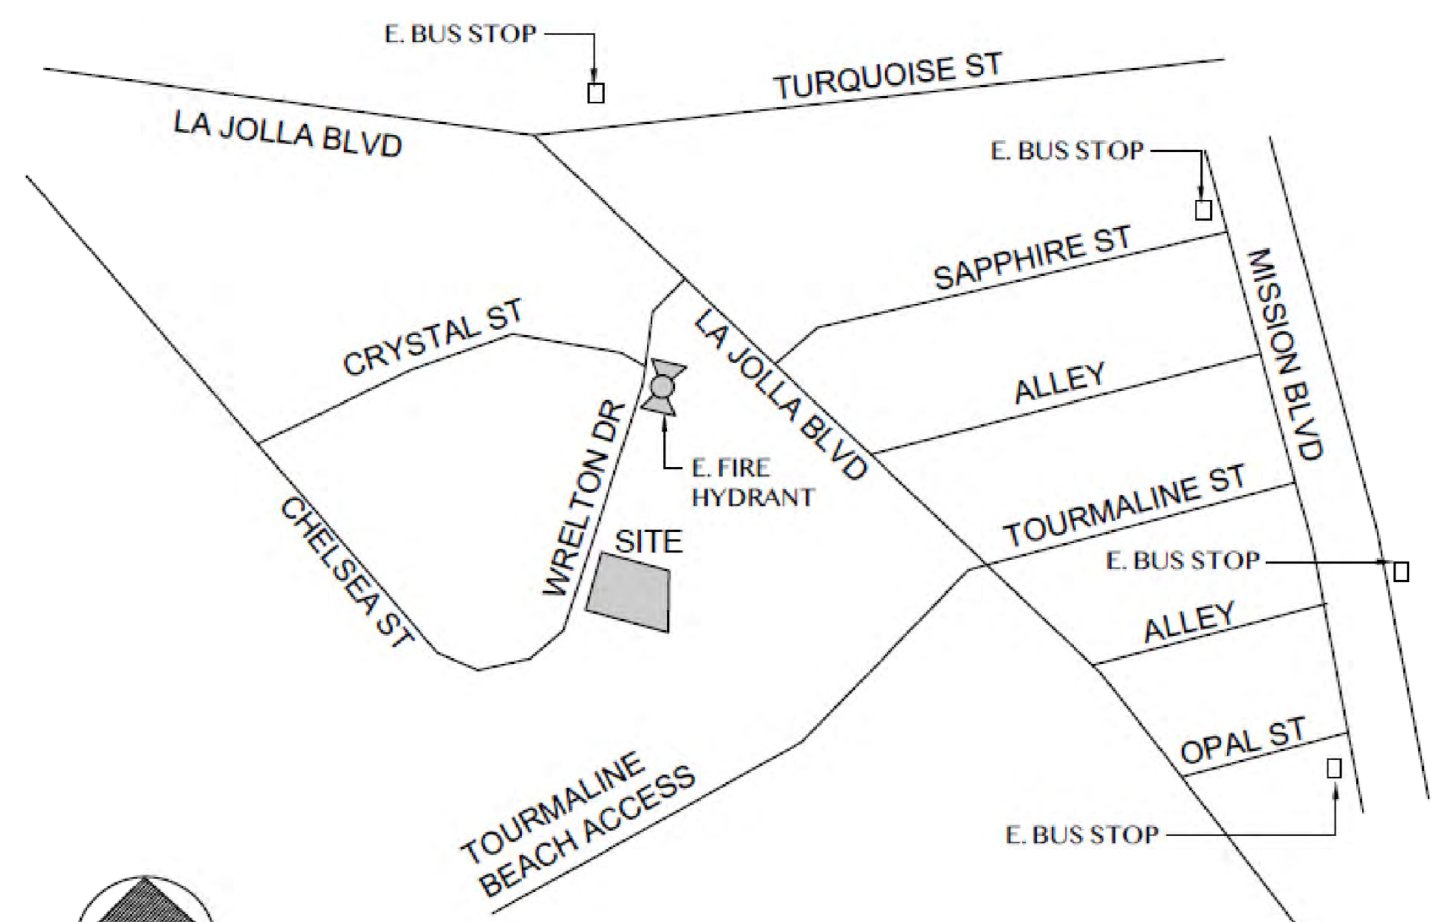 E. BUS STOP
TURQUOISE ST
LA JOLLA BLVD
E. BUS STOP
SAPPHIRE ST
MISSION BLVD
CRYSTAL ST
LA JOLLA BLVD
ALLEY
WRELTON DR
E. FIRE
HYDRANT
CHELSEA ST
TOURMALINE ST
SITE
E. BUS STOP
ALLEY
OPAL ST
TOURMALINE
BEACH ACCESS
E. BUS STOP